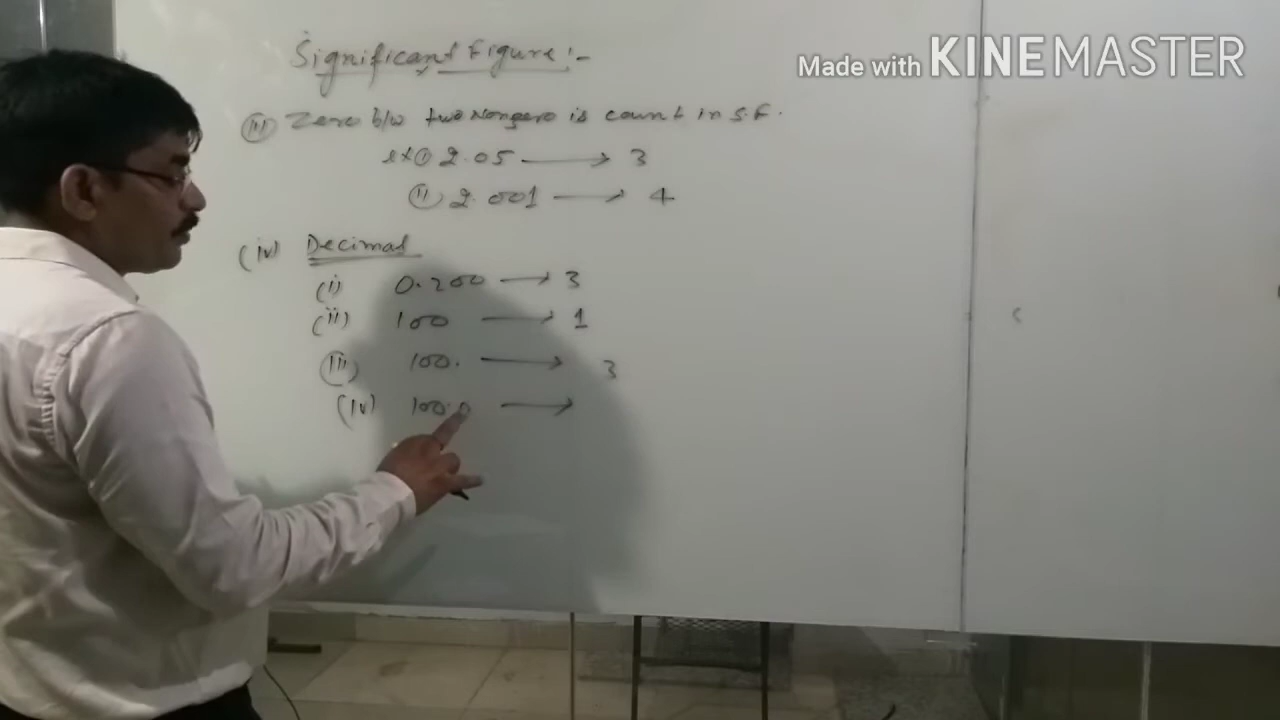 Made with KINEMASTER
Significant Figure :-
(iii) Zero b/w two Nonzero is count in S.F.
ex (i) 2.05 → 3
(ii) 2.001 → 4
(iv) Decimal
(i) 0.200 → 3
(ii) 100 → 1
(iii) 100. → 3
(iv) 100.0 →